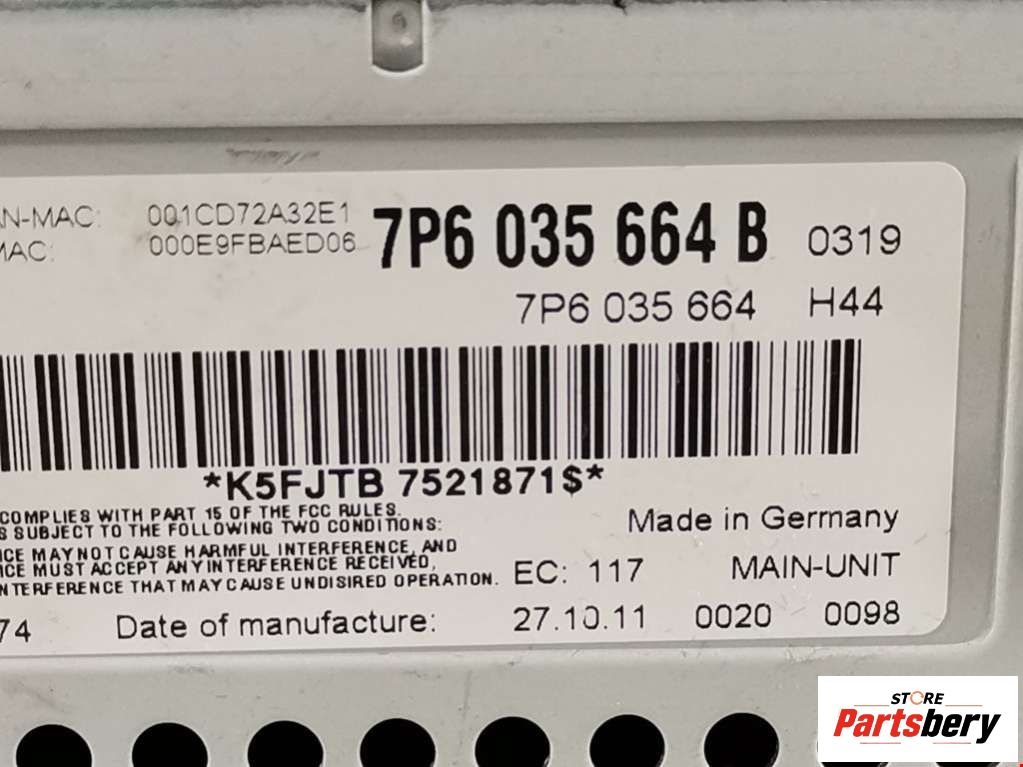 AN-MAC: 001CD72A32E1
MAC: 000E9FBAED06
7P6 035 664 B 0319
7P6 035 664 H44
*K5FJTB 7521871$*
COMPLIES WITH PART 15 OF THE FCC RULES.
S SUBJECT TO THE FOLLOWING TWO CONDITIONS:
ICE MAY NOT CAUSE HARMFUL INTERFERENCE, AND
ICE MUST ACCEPT ANY INTERFERENCE RECEIVED,
NTERFERENCE THAT MAY CAUSE UNDISIRED OPERATION.
Made in Germany
EC: 117 MAIN-UNIT
74 Date of manufacture: 27.10.11 0020 0098
STORE
Partsbery